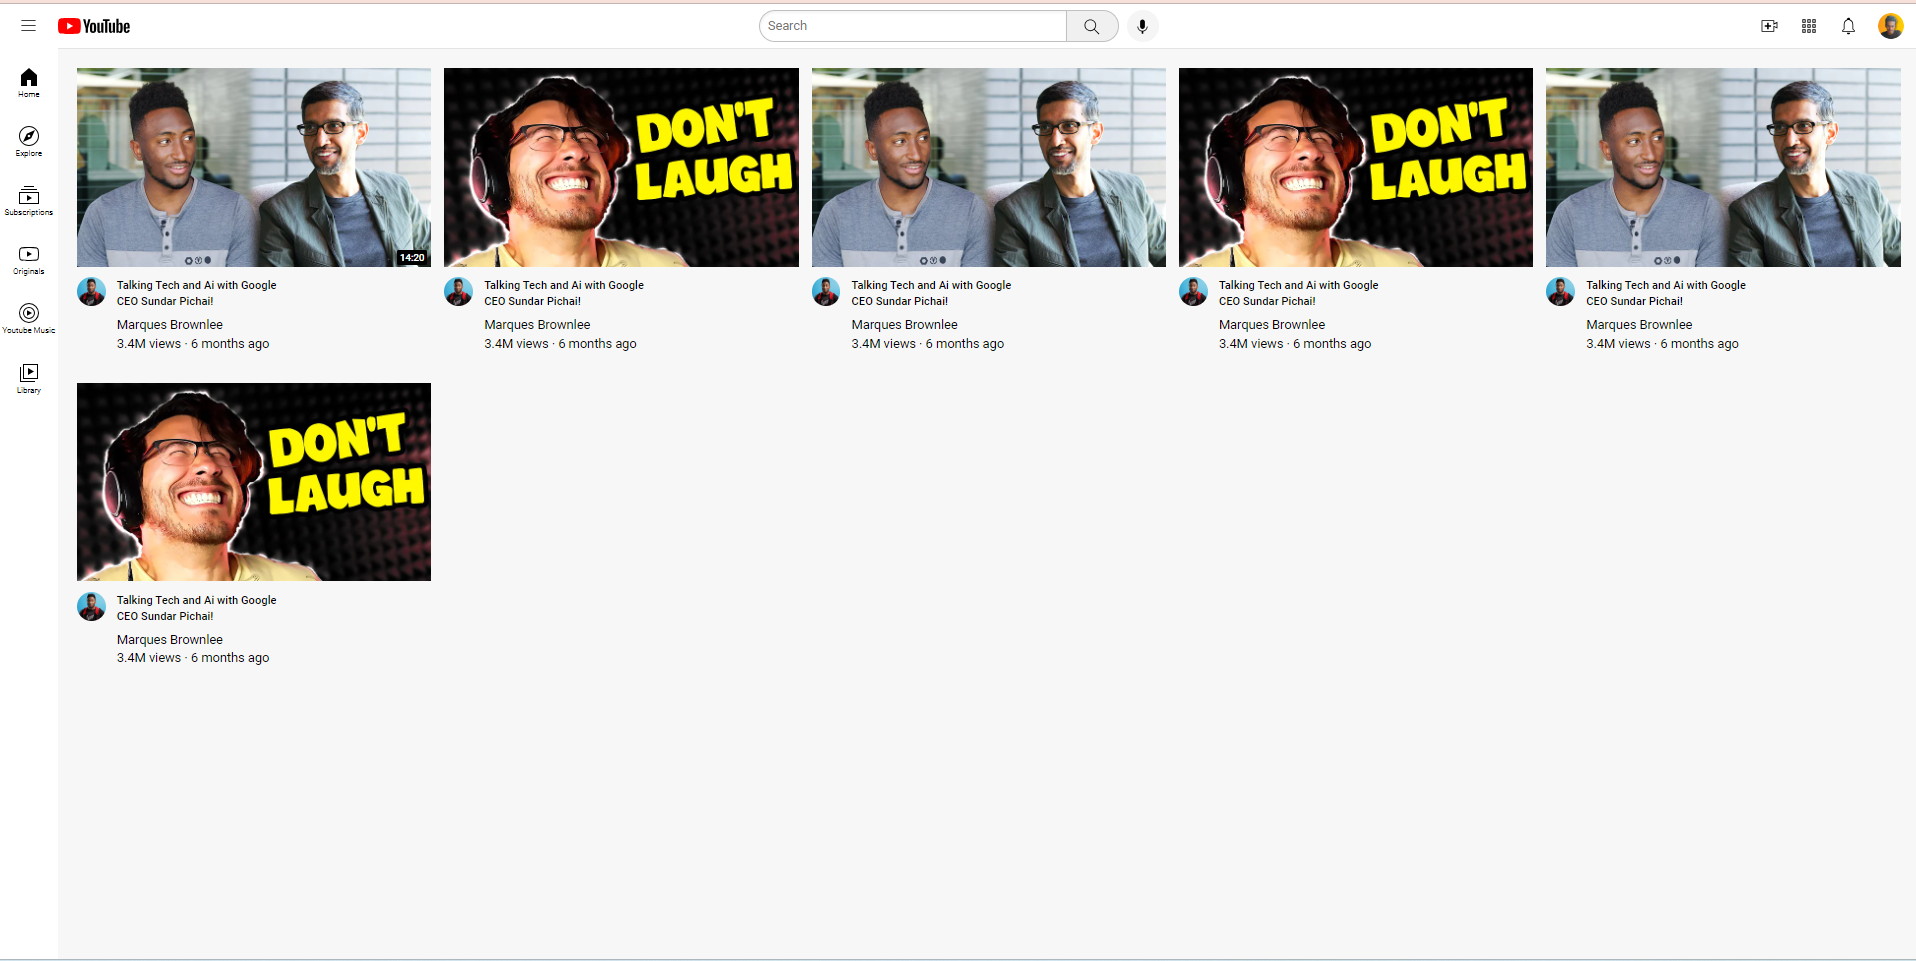 YouTube
Search
Home
Explore
Subscriptions
Originals
Youtube Music
Library
14:20
Talking Tech and Ai with Google
CEO Sundar Pichai!
Marques Brownlee
3.4M views · 6 months ago
DON'T
LAUGH
Talking Tech and Ai with Google
CEO Sundar Pichai!
Marques Brownlee
3.4M views · 6 months ago
Talking Tech and Ai with Google
CEO Sundar Pichai!
Marques Brownlee
3.4M views · 6 months ago
DON'T
LAUGH
Talking Tech and Ai with Google
CEO Sundar Pichai!
Marques Brownlee
3.4M views · 6 months ago
Talking Tech and Ai with Google
CEO Sundar Pichai!
Marques Brownlee
3.4M views · 6 months ago
DON'T
LAUGH
Talking Tech and Ai with Google
CEO Sundar Pichai!
Marques Brownlee
3.4M views · 6 months ago